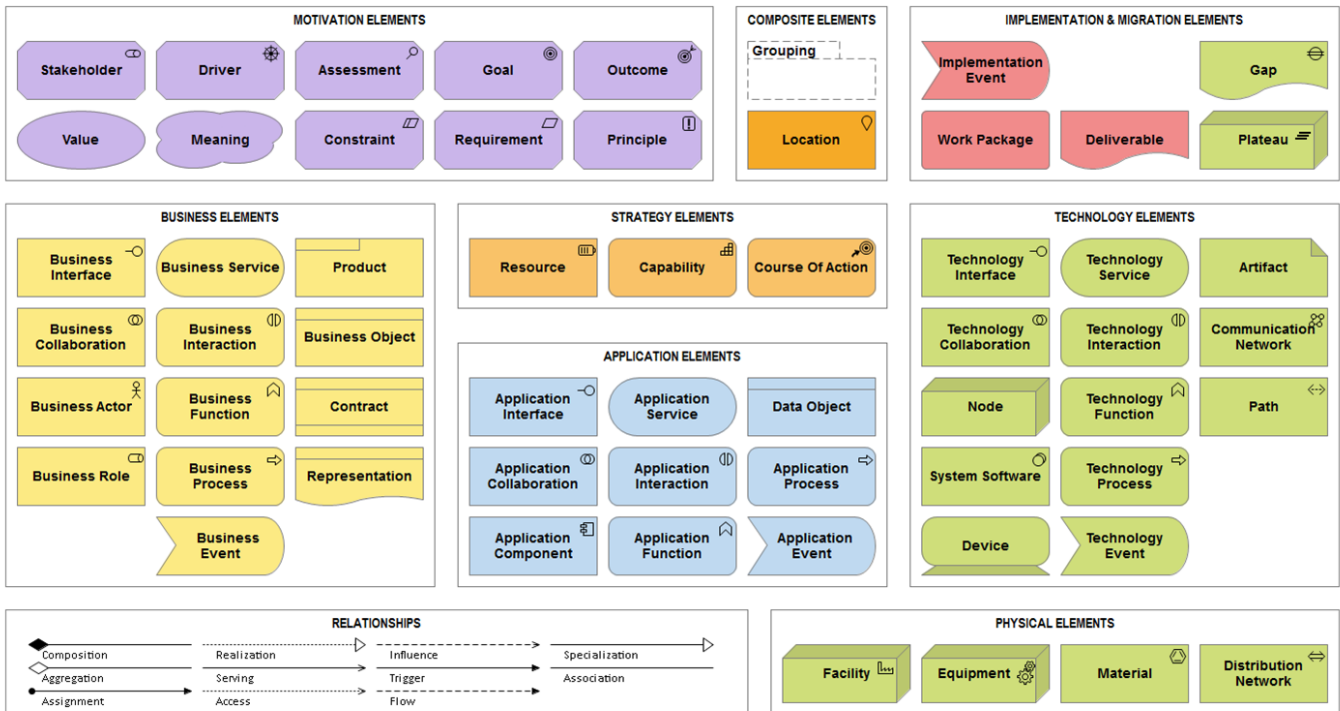 MOTIVATION ELEMENTS
Stakeholder
Driver
Assessment
Goal
Outcome
Value
Meaning
Constraint
Requirement
Principle
COMPOSITE ELEMENTS
Grouping
Location
IMPLEMENTATION & MIGRATION ELEMENTS
Implementation
Event
Gap
Work Package
Deliverable
Plateau
BUSINESS ELEMENTS
Business
Interface
Business Service
Product
Business
Collaboration
Business
Interaction
Business Object
Business Actor
Business
Function
Contract
Business Role
Business
Process
Representation
Business
Event
STRATEGY ELEMENTS
Resource
Capability
Course Of Action
APPLICATION ELEMENTS
Application
Interface
Application
Service
Data Object
Application
Collaboration
Application
Interaction
Application
Process
Application
Component
Application
Function
Application
Event
TECHNOLOGY ELEMENTS
Technology
Interface
Technology
Service
Artifact
Technology
Collaboration
Technology
Interaction
Communication
Network
Node
Technology
Function
Path
System Software
Technology
Process
Device
Technology
Event
RELATIONSHIPS
Composition
Realization
Influence
Specialization
Aggregation
Serving
Trigger
Association
Assignment
Access
Flow
PHYSICAL ELEMENTS
Facility
Equipment
Material
Distribution
Network